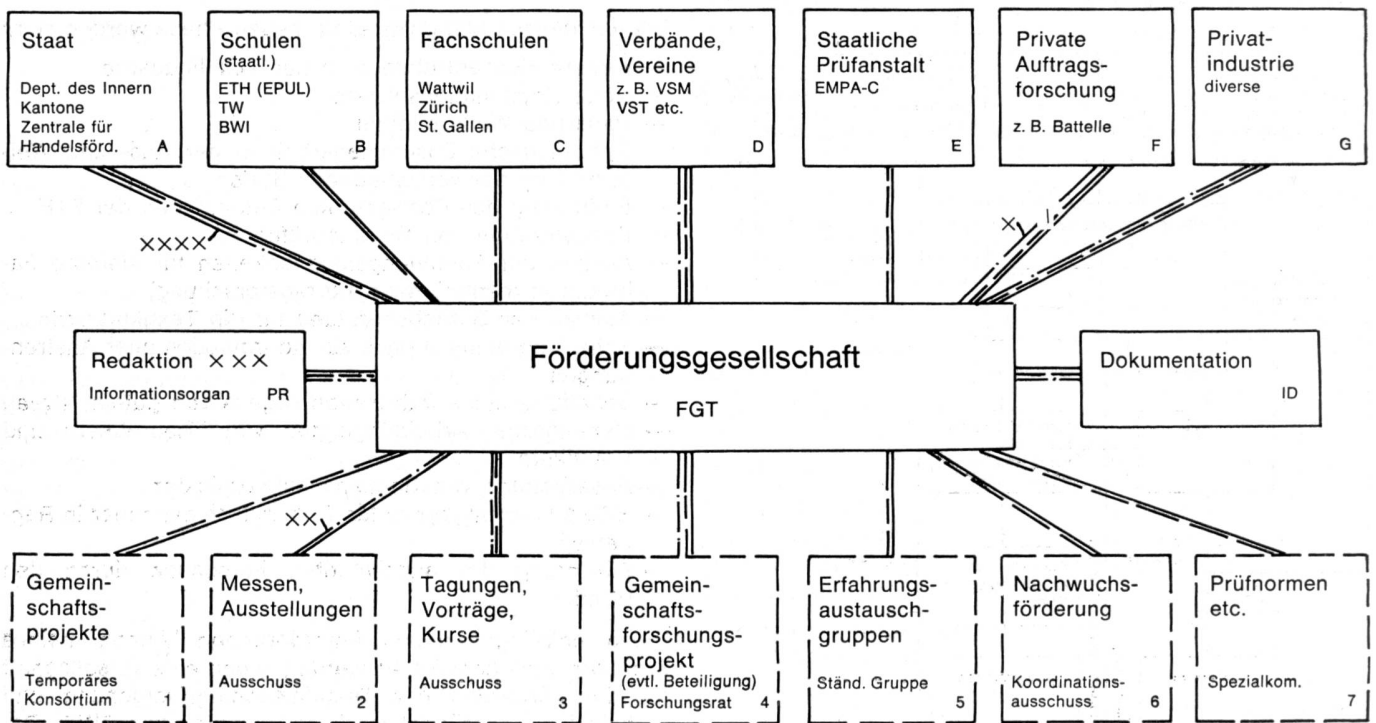 Staat
Dept. des Innern
Kantone
Zentrale für
Handelsförd. A
Schulen
(staatl.)
ETH (EPUL)
TW
BWI B
Fachschulen
Wattwil
Zürich
St. Gallen C
Verbände,
Vereine
z. B. VSM
VST etc.
D
Staatliche
Prüfanstalt
EMPA-C
E
Private
Auftrags-
forschung
z. B. Battelle
F
Privat-
industrie
diverse
G
××××
×
Redaktion ×××
Informationsorgan PR
Förderungsgesellschaft
FGT
Dokumentation
ID
××
Gemein-
schafts-
projekte
Temporäres
Konsortium 1
Messen,
Ausstellungen
Ausschuss
2
Tagungen,
Vorträge,
Kurse
Ausschuss
3
Gemein-
schafts-
forschungs-
projekt
(evtl. Beteiligung)
Forschungsrat 4
Erfahrungs-
austausch-
gruppen
Ständ. Gruppe
5
Nachwuchs-
förderung
Koordinations-
ausschuss 6
Prüfnormen
etc.
Spezialkom.
7